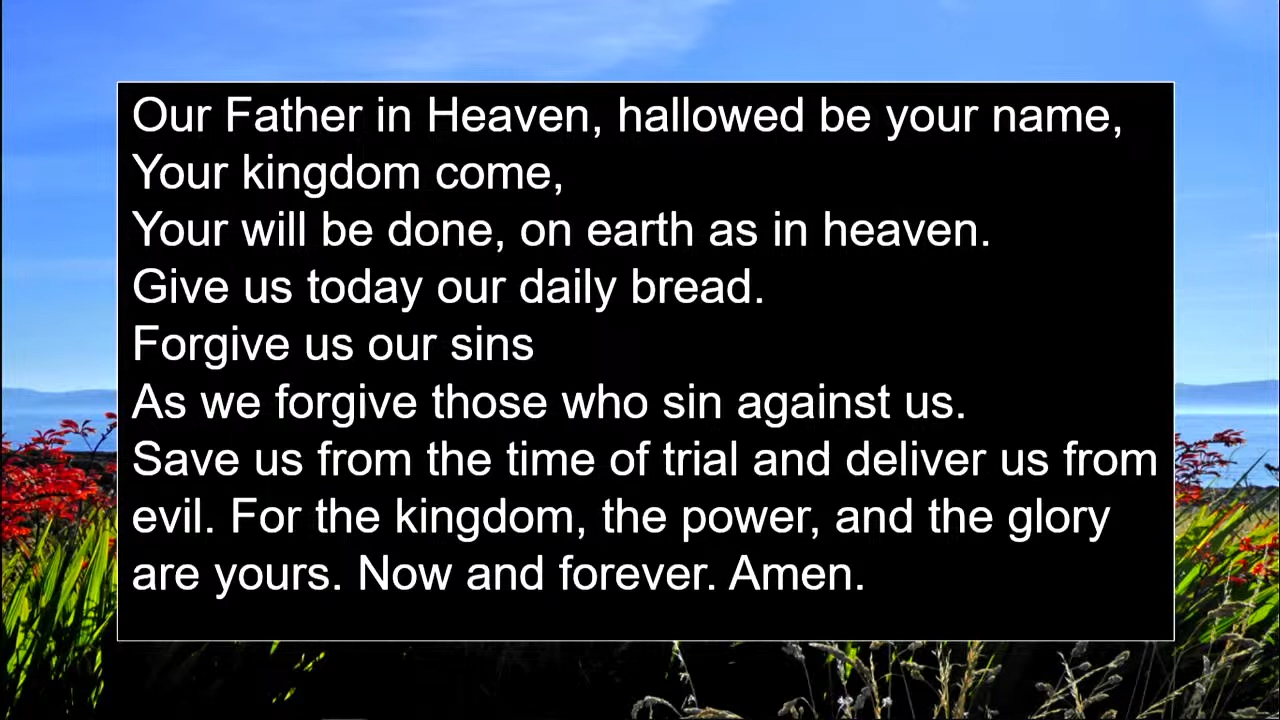 Our Father in Heaven, hallowed be your name,
Your kingdom come,
Your will be done, on earth as in heaven.
Give us today our daily bread.
Forgive us our sins
As we forgive those who sin against us.
Save us from the time of trial and deliver us from
evil. For the kingdom, the power, and the glory
are yours. Now and forever. Amen.